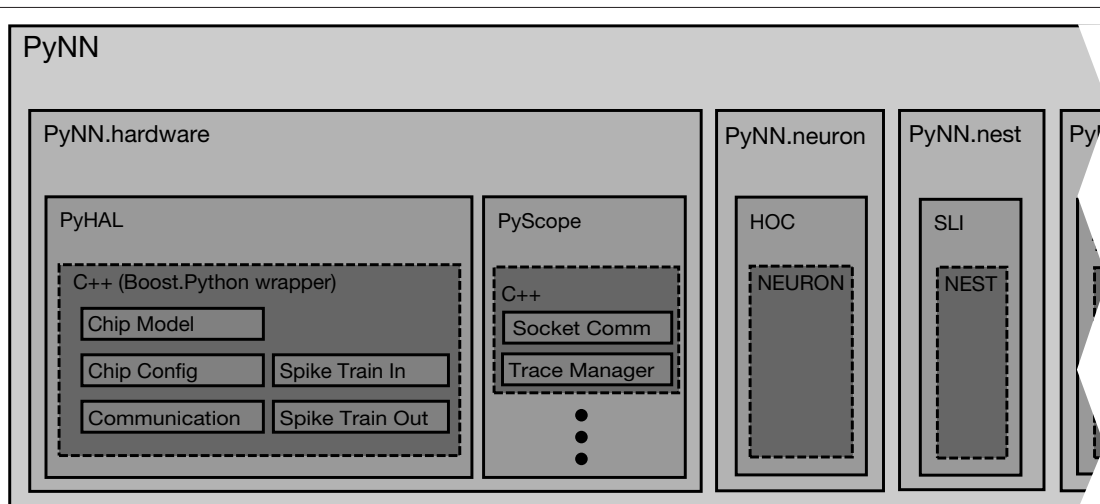 PyNN
PyNN.hardware
PyNN.neuron
PyNN.nest
PyHAL
PyScope
HOC
SLI
C++ (Boost.Python wrapper)
C++
NEURON
NEST
Chip Model
Socket Comm
Chip Config
Spike Train In
Trace Manager
Communication
Spike Train Out